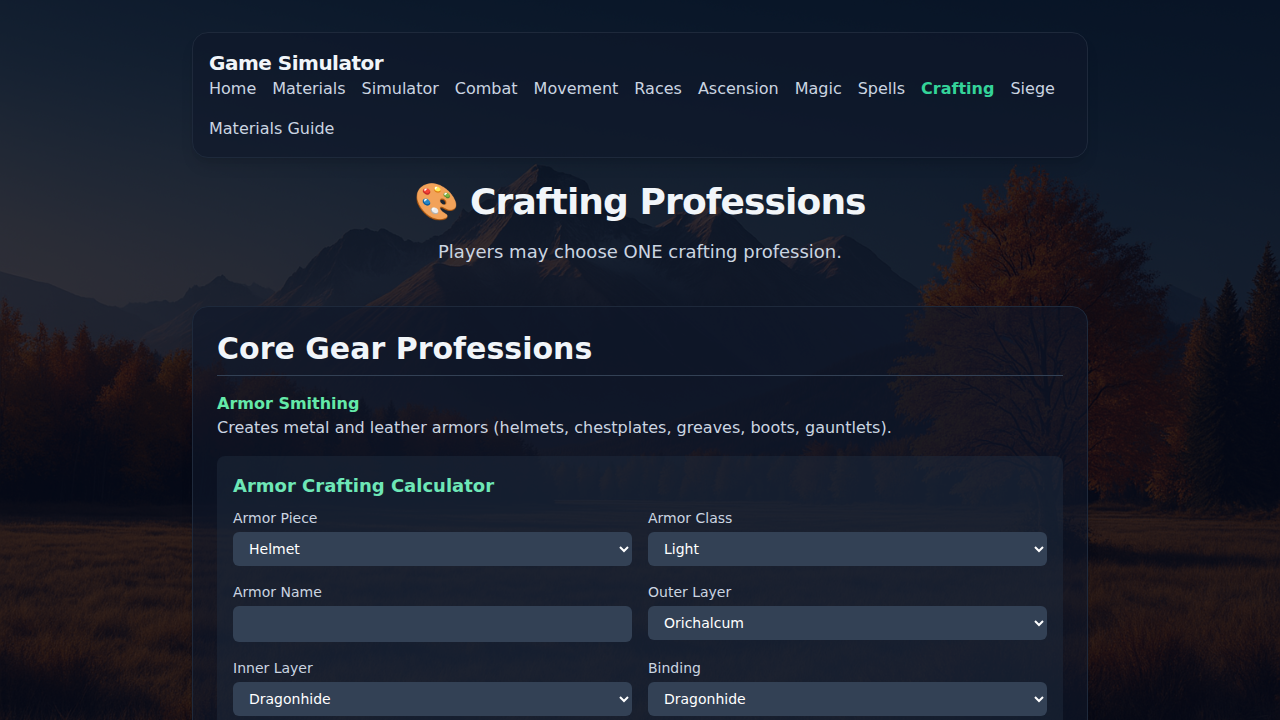 Game Simulator
Home Materials Simulator Combat Movement Races Ascension Magic Spells Crafting Siege
Materials Guide
🎨 Crafting Professions
Players may choose ONE crafting profession.
Core Gear Professions
Armor Smithing
Creates metal and leather armors (helmets, chestplates, greaves, boots, gauntlets).
Armor Crafting Calculator
Armor Piece Armor Class
Helmet Light
Armor Name Outer Layer
Orichalcum
Inner Layer Binding
Dragonhide Dragonhide